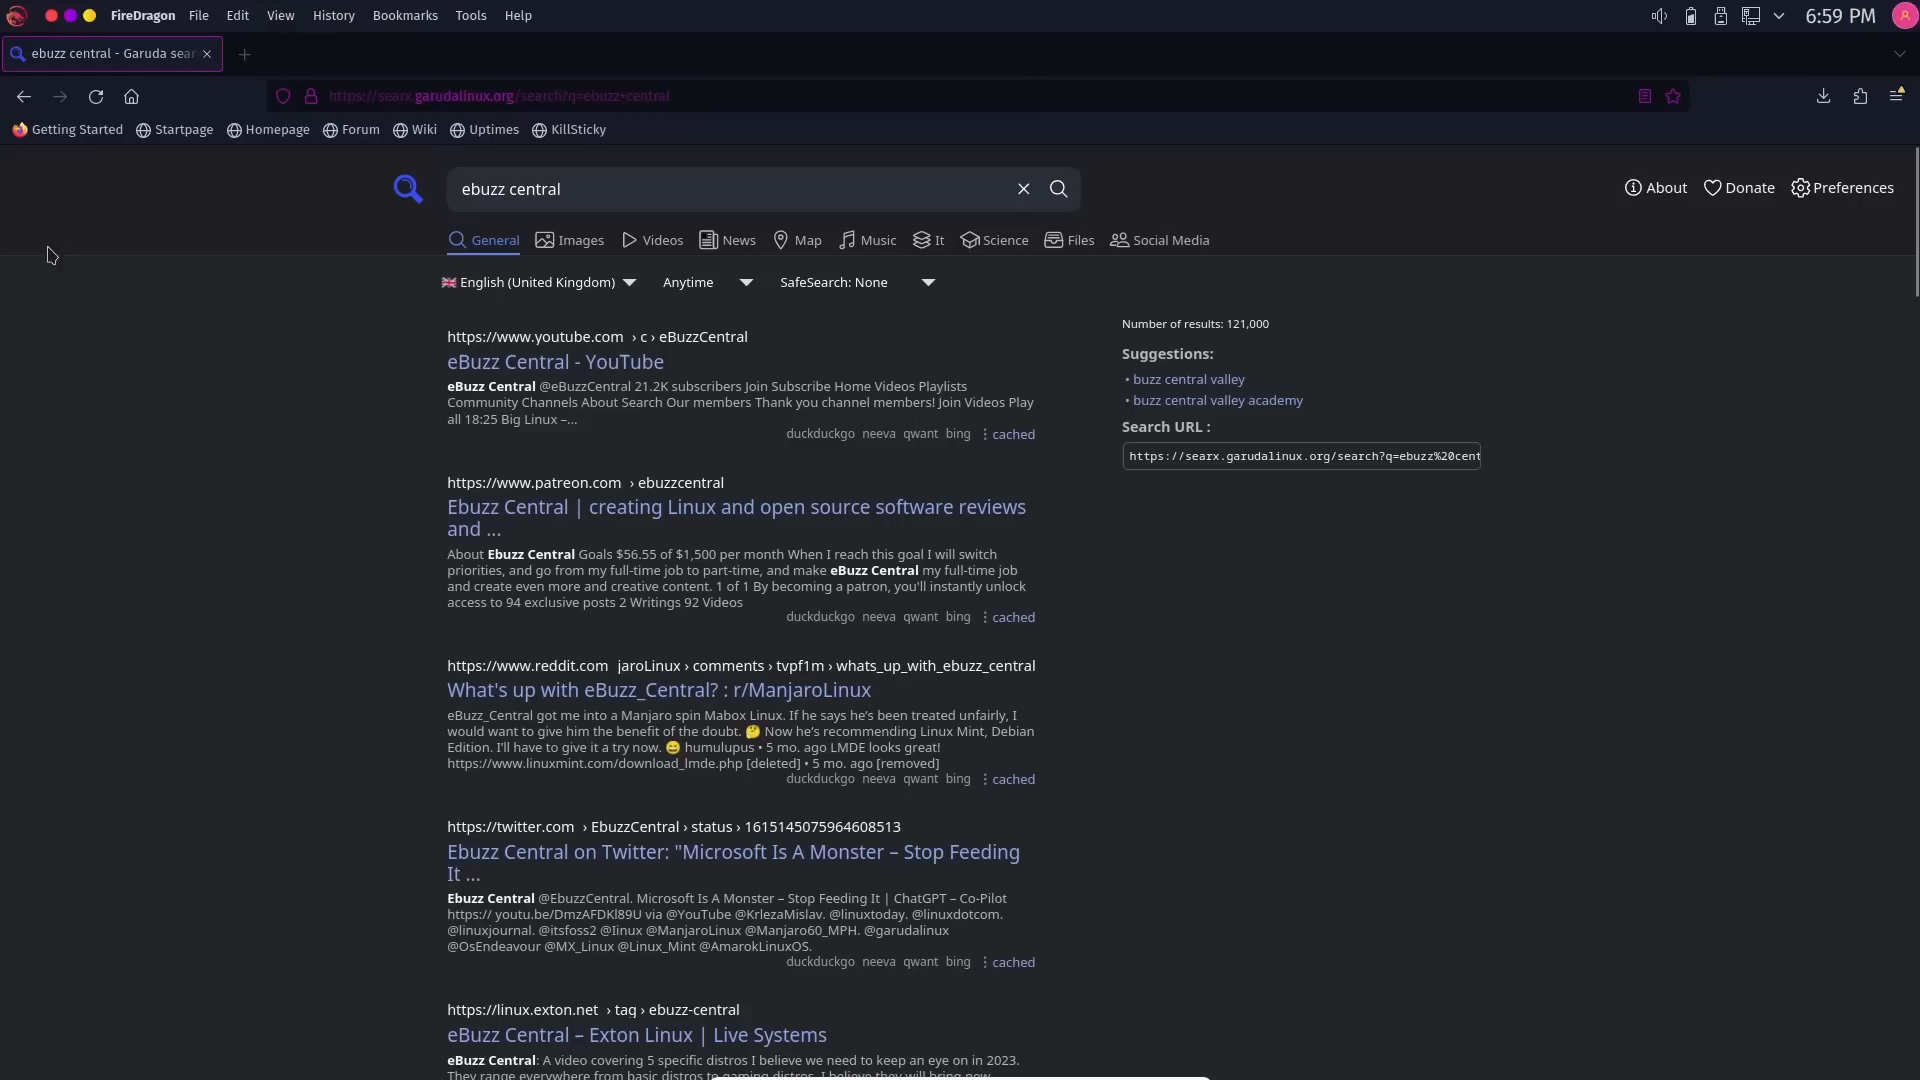 FireDragon File Edit View History Bookmarks Tools Help
6:59 PM
ebuzz central - Garuda sear
https://searx.garudalinux.org/search?q=ebuzz+central
Getting Started Startpage Homepage Forum Wiki Uptimes KillSticky
ebuzz central
About Donate Preferences
General Images Videos News Map Music It Science Files Social Media
English (United Kingdom) Anytime SafeSearch: None
https://www.youtube.com › c › eBuzzCentral
eBuzz Central - YouTube
eBuzz Central @eBuzzCentral 21.2K subscribers Join Subscribe Home Videos Playlists
Community Channels About Search Our members Thank you channel members! Join Videos Play
all 18:25 Big Linux –...
duckduckgo neeva qwant bing ⋮ cached
https://www.patreon.com › ebuzzcentral
Ebuzz Central | creating Linux and open source software reviews
and ...
About Ebuzz Central Goals $56.55 of $1,500 per month When I reach this goal I will switch
priorities, and go from my full-time job to part-time, and make eBuzz Central my full-time job
and create even more and creative content. 1 of 1 By becoming a patron, you'll instantly unlock
access to 94 exclusive posts 2 Writings 92 Videos
duckduckgo neeva qwant bing ⋮ cached
https://www.reddit.com jaroLinux › comments › tvpf1m › whats_up_with_ebuzz_central
What's up with eBuzz_Central? : r/ManjaroLinux
eBuzz_Central got me into a Manjaro spin Mabox Linux. If he says he’s been treated unfairly, I
would want to give him the benefit of the doubt. 🤔 Now he’s recommending Linux Mint, Debian
Edition. I’ll have to give it a try now. 😄 humulupus • 5 mo. ago LMDE looks great!
https://www.linuxmint.com/download_lmde.php [deleted] • 5 mo. ago [removed]
duckduckgo neeva qwant bing ⋮ cached
https://twitter.com › EbuzzCentral › status › 1615145075964608513
Ebuzz Central on Twitter: "Microsoft Is A Monster – Stop Feeding
It ...
Ebuzz Central @EbuzzCentral. Microsoft Is A Monster – Stop Feeding It | ChatGPT – Co-Pilot
https:// youtu.be/DmzAFDKl89U via @YouTube @KrlezaMislav. @linuxtoday. @linuxdotcom.
@linuxjournal. @itsfoss2 @linux @ManjaroLinux @Manjaro60_MPH. @garudalinux
@OsEndeavour @MX_Linux @Linux_Mint @AmarokLinuxOS.
duckduckgo neeva qwant bing ⋮ cached
https://linux.exton.net › tag › ebuzz-central
eBuzz Central – Exton Linux | Live Systems
eBuzz Central: A video covering 5 specific distros I believe we need to keep an eye on in 2023.
They range everywhere from basic distros to gaming distros. I believe they will bring new
Number of results: 121,000
Suggestions:
• buzz central valley
• buzz central valley academy
Search URL :
https://searx.garudalinux.org/search?q=ebuzz%20cent